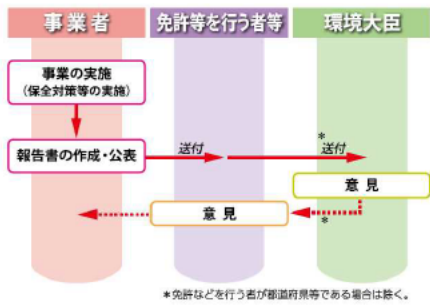 事業者 免許等を行う者等 環境大臣
事業の実施
(保全対策等の実施)
報告書の作成・公表
送付
*
送付
意見
意見
*
*免許などを行う者が都道府県等である場合は除く。